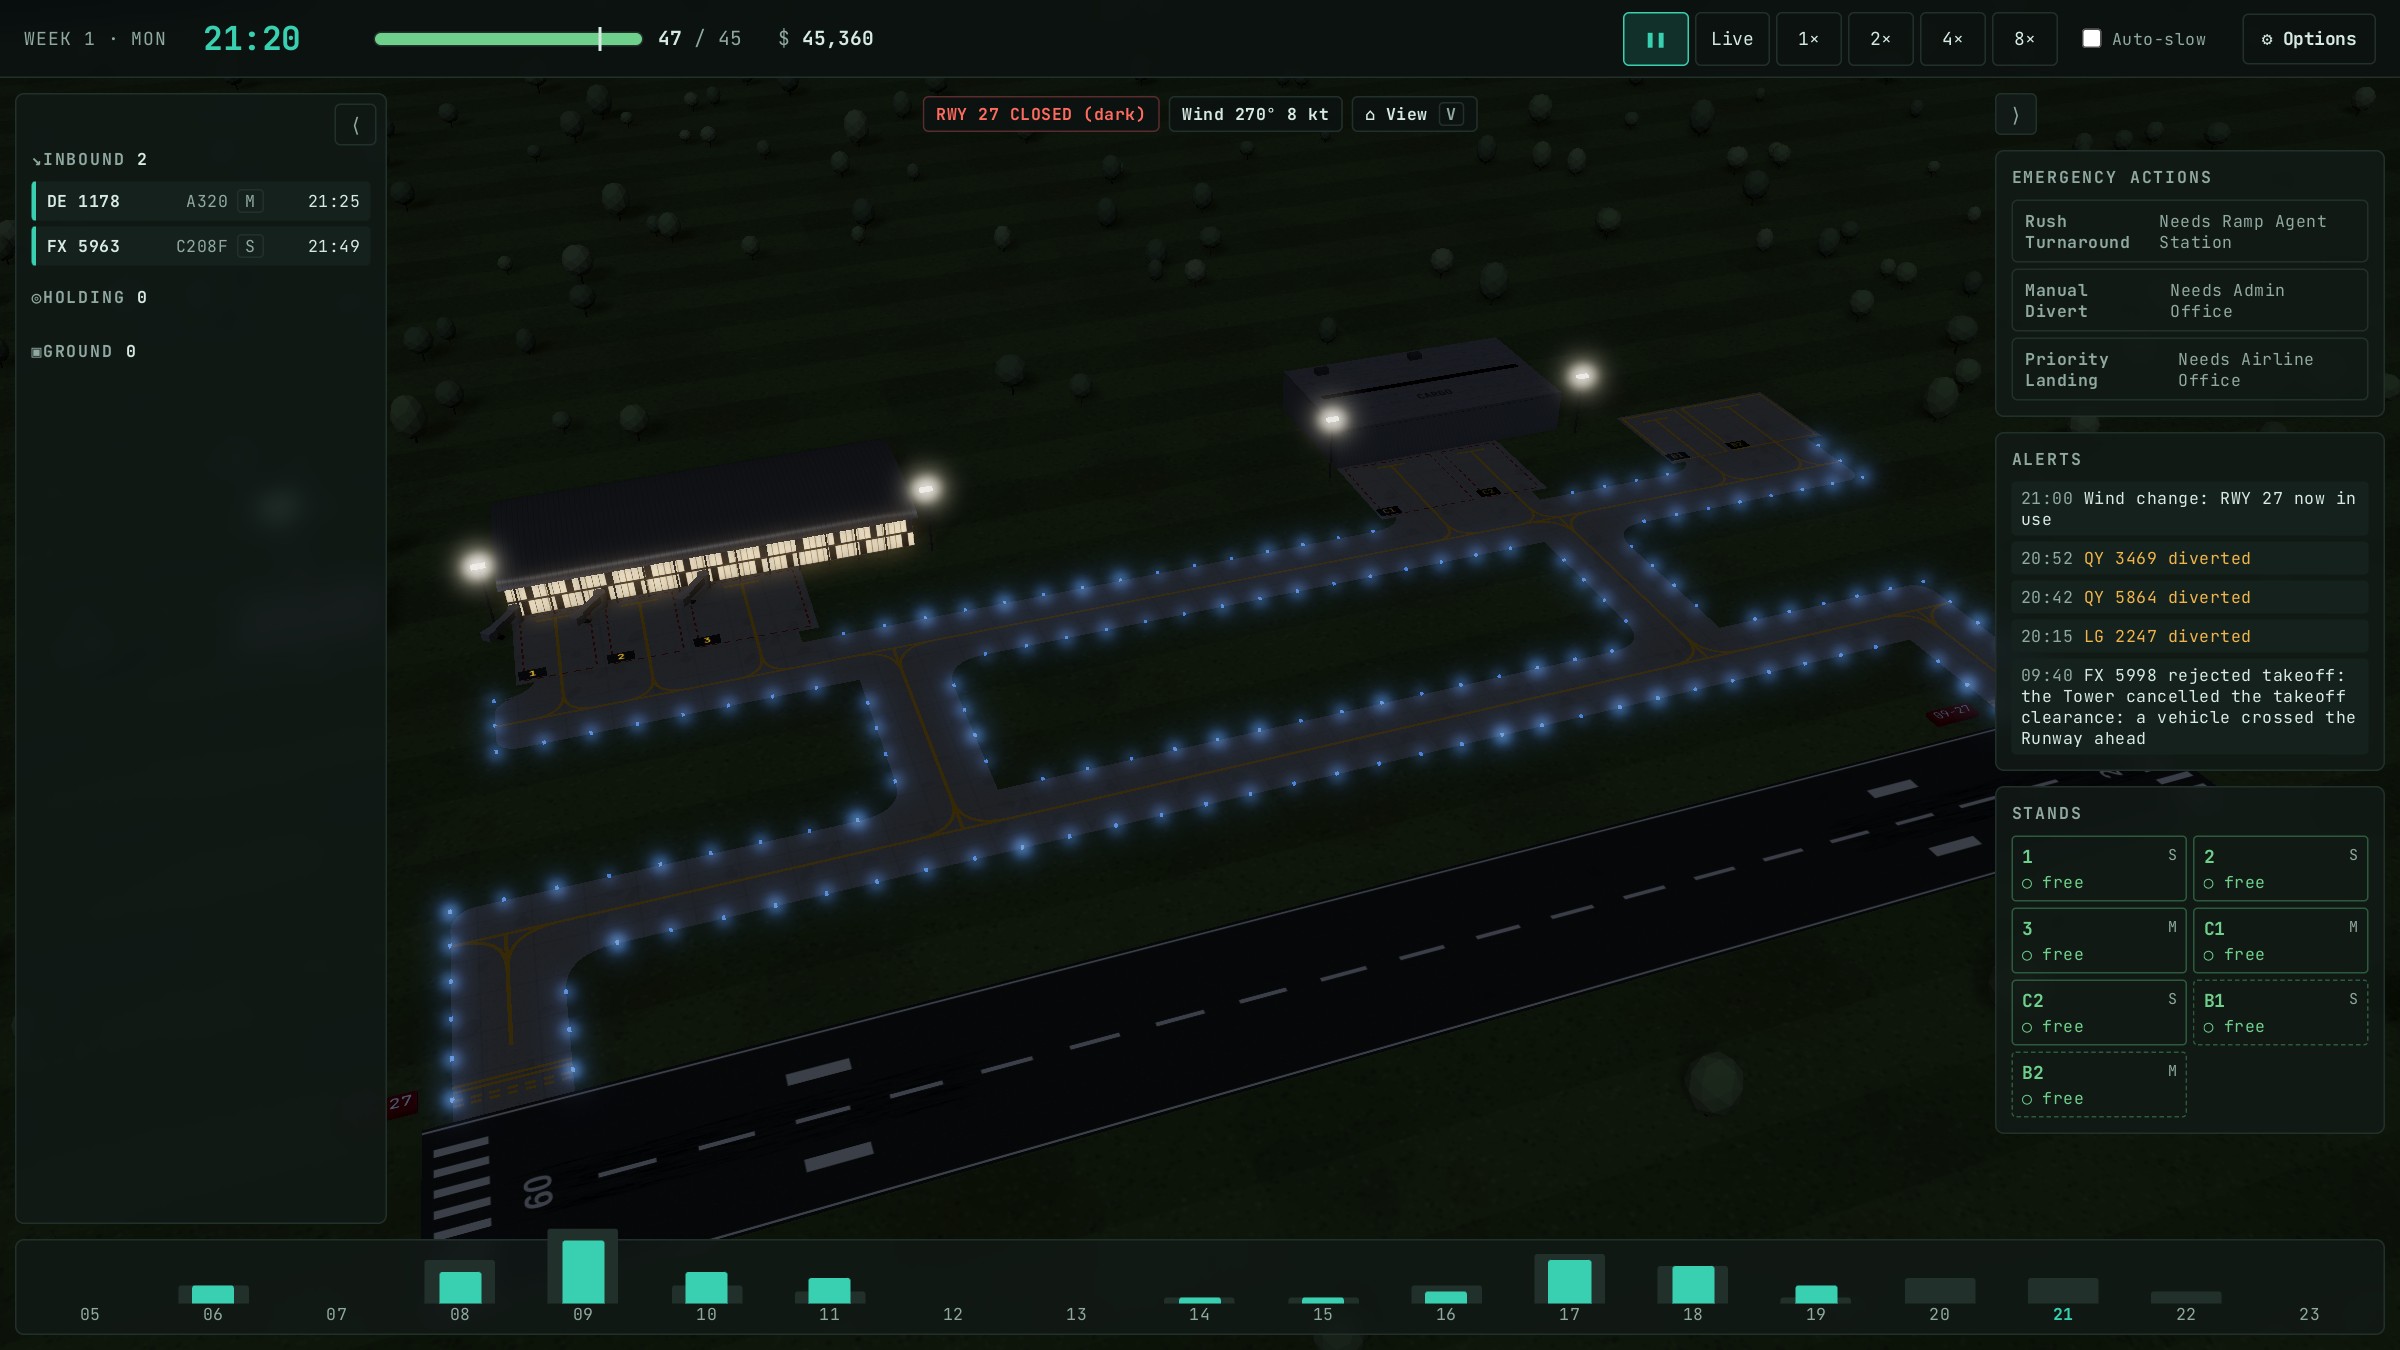 WEEK 1 · MON 21:20 47 / 45 $ 45,360 Live 1× 2× 4× 8× Auto-slow ⚙ Options
RWY 27 CLOSED (dark) Wind 270° 8 kt ⌂ View V
↘INBOUND 2
DE 1178 A320 M 21:25
FX 5963 C208F S 21:49
◎HOLDING 0
▣GROUND 0
EMERGENCY ACTIONS
Rush Turnaround
Needs Ramp Agent Station
Manual Divert
Needs Admin Office
Priority Landing
Needs Airline Office
ALERTS
21:00 Wind change: RWY 27 now in
use
20:52 QY 3469 diverted
20:42 QY 5864 diverted
20:15 LG 2247 diverted
09:40 FX 5998 rejected takeoff:
the Tower cancelled the takeoff
clearance: a vehicle crossed the
Runway ahead
STANDS
1 S
○ free
2 S
○ free
3 M
○ free
C1 M
○ free
C2 S
○ free
B1 S
○ free
B2 M
○ free
CARGO
C1
1
2
3
09-27
27
09
05 06 07 08 09 10 11 12 13 14 15 16 17 18 19 20 21 22 23